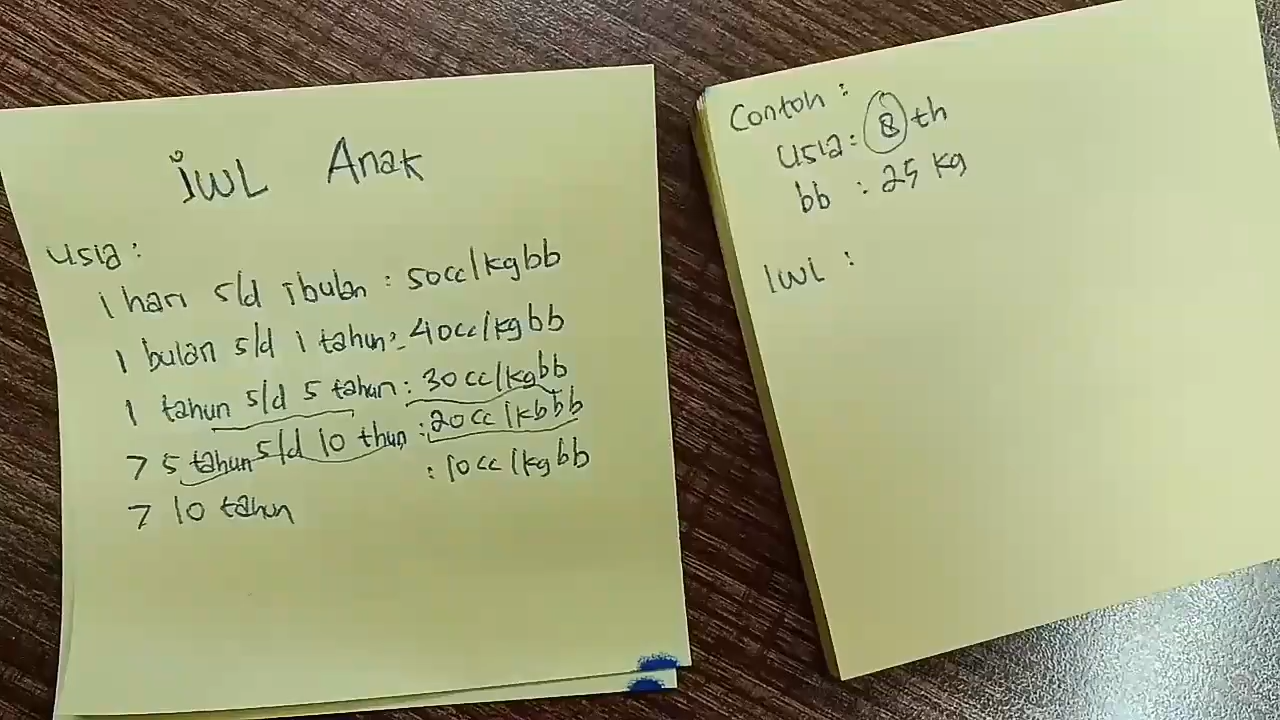 iWL Anak
usia:
1 hari s/d 1 bulan : 50cc/kgbb
1 bulan s/d 1 tahun: 40cc/kgbb
1 tahun s/d 5 tahun: 30cc/kgbb
> 5 tahun s/d 10 thun :20cc/kbbb
> 10 tahun :10cc/kgbb
Contoh :
usia: 8 th
bb : 25 kg
IWL :